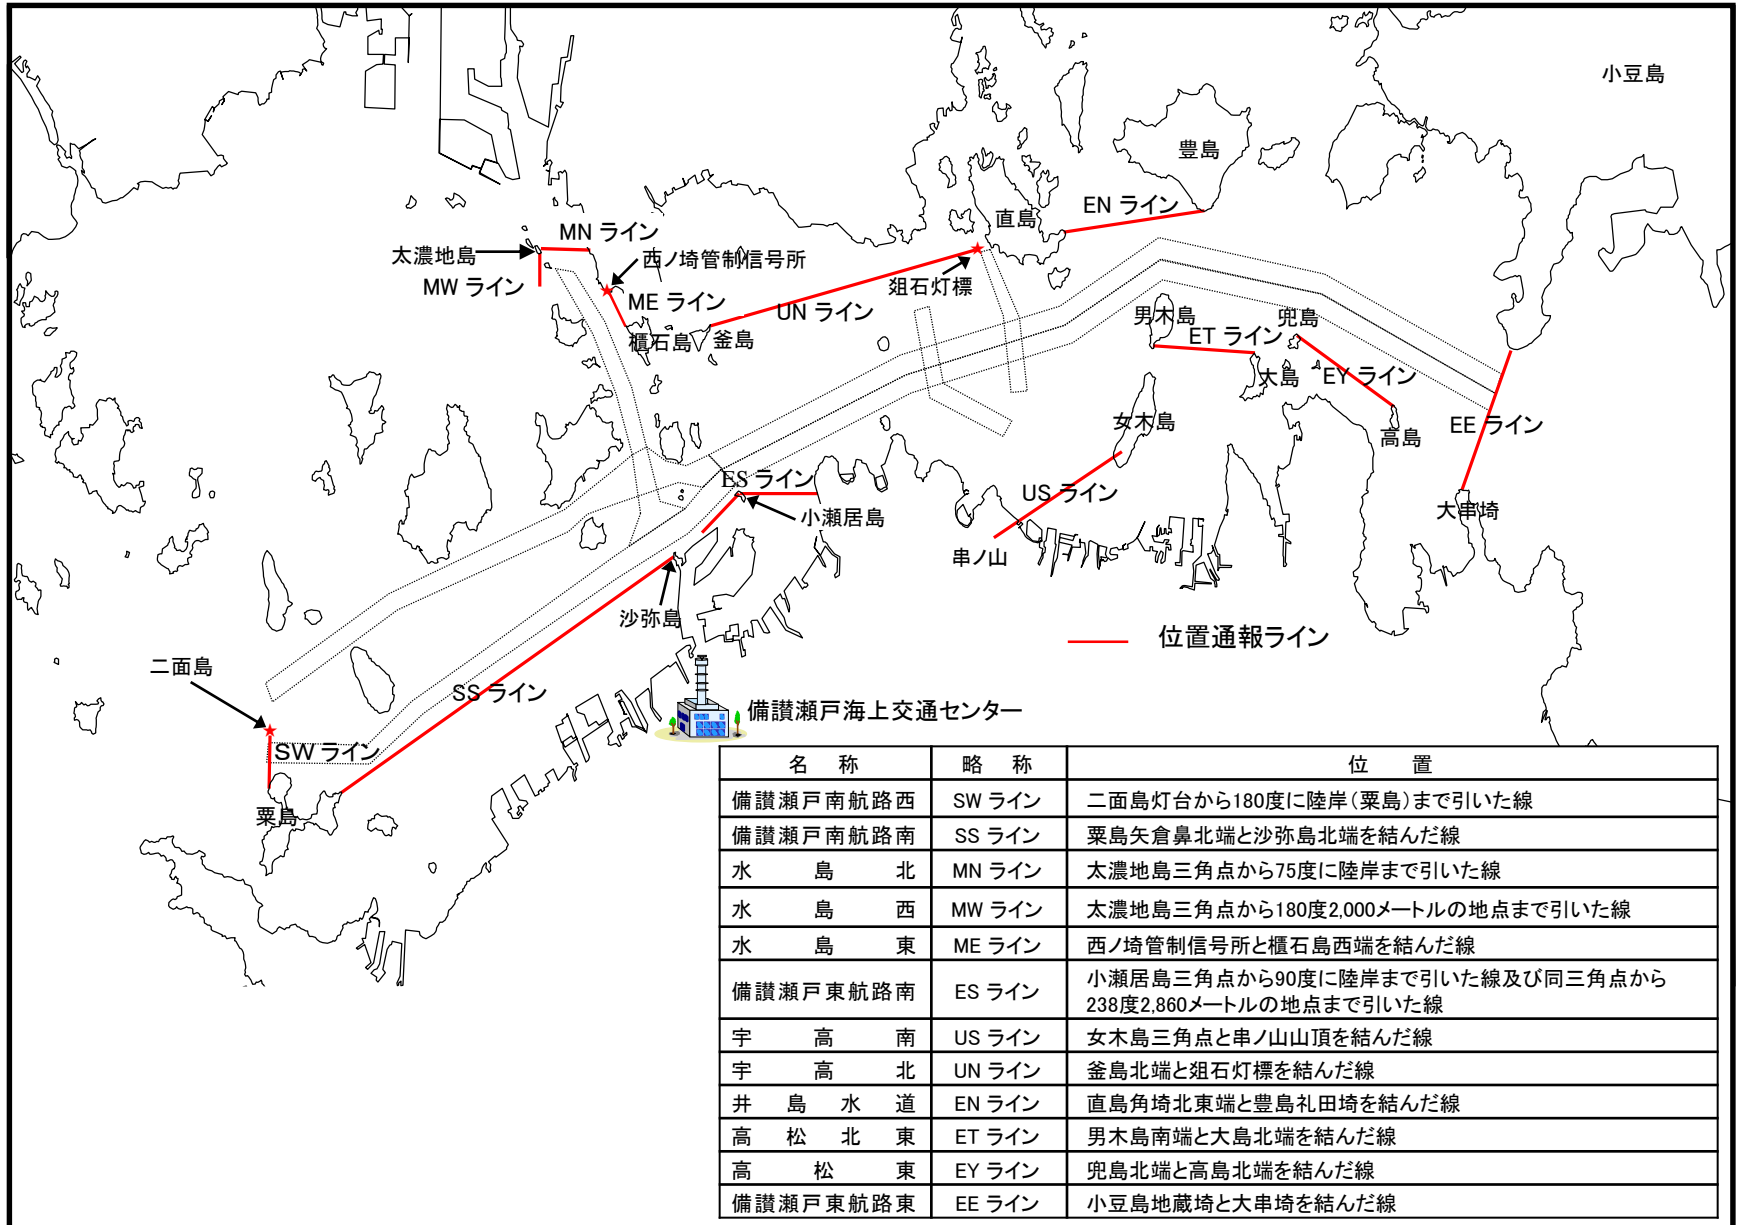 小豆島
豊島
直島
EN ライン
MN ライン
太濃地島
西ノ埼管制信号所
MW ライン
ME ライン
俎石灯標
UN ライン
櫃石島
釜島
男木島
兜島
ET ライン
大島
EY ライン
女木島
高島
EE ライン
ES ライン
US ライン
小瀬居島
大串埼
串ノ山
沙弥島
位置通報ライン
二面島
SS ライン
備讃瀬戸海上交通センター
SW ライン
粟島
名 称 略 称 位 置
備讃瀬戸南航路西 SW ライン 二面島灯台から180度に陸岸(粟島)まで引いた線
備讃瀬戸南航路南 SS ライン 粟島矢倉鼻北端と沙弥島北端を結んだ線
水 島 北 MN ライン 太濃地島三角点から75度に陸岸まで引いた線
水 島 西 MW ライン 太濃地島三角点から180度2,000メートルの地点まで引いた線
水 島 東 ME ライン 西ノ埼管制信号所と櫃石島西端を結んだ線
備讃瀬戸東航路南 ES ライン 小瀬居島三角点から90度に陸岸まで引いた線及び同三角点から
238度2,860メートルの地点まで引いた線
宇 高 南 US ライン 女木島三角点と串ノ山山頂を結んだ線
宇 高 北 UN ライン 釜島北端と俎石灯標を結んだ線
井 島 水 道 EN ライン 直島角埼北東端と豊島礼田埼を結んだ線
高 松 北 東 ET ライン 男木島南端と大島北端を結んだ線
高 松 東 EY ライン 兜島北端と高島北端を結んだ線
備讃瀬戸東航路東 EE ライン 小豆島地蔵埼と大串埼を結んだ線